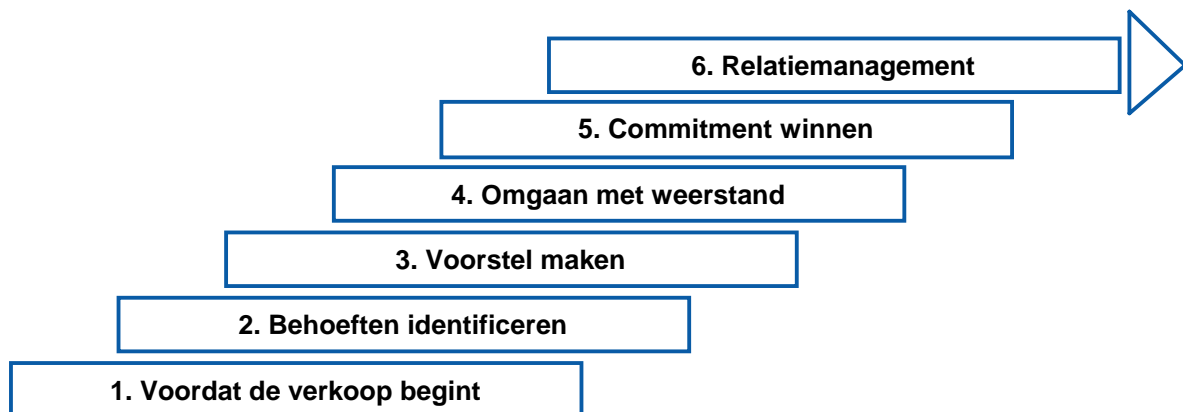 6. Relatiemanagement
5. Commitment winnen
4. Omgaan met weerstand
3. Voorstel maken
2. Behoeften identificeren
1. Voordat de verkoop begint